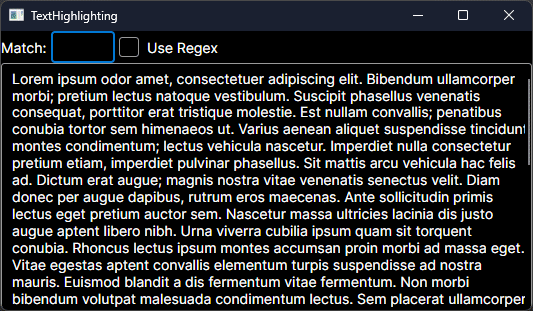 TextHighlighting
Match: Use Regex
Lorem ipsum odor amet, consectetuer adipiscing elit. Bibendum ullamcorper
morbi; pretium lectus natoque vestibulum. Suscipit phasellus venenatis
consequat, porttitor erat tristique molestie. Est nullam convallis; penatibus
conubia tortor sem himenaeos ut. Varius aenean aliquet suspendisse tincidunt
montes condimentum; lectus vehicula nascetur. Imperdiet nulla consectetur
pretium etiam, imperdiet pulvinar phasellus. Sit mattis arcu vehicula hac felis
ad. Dictum erat augue; magnis nostra vitae venenatis senectus velit. Diam
donec per augue dapibus, rutrum eros maecenas. Ante sollicitudin primis
lectus eget pretium auctor sem. Nascetur massa ultricies lacinia dis justo
augue aptent libero nibh. Urna viverra cubilia ipsum quam sit torquent
conubia. Rhoncus lectus ipsum montes accumsan proin morbi ad massa eget.
Vitae egestas aptent convallis elementum turpis suspendisse ad nostra
mauris. Euismod blandit a dis fermentum vitae fermentum. Non morbi
bibendum volutpat malesuada condimentum lectus. Sem placerat ullamcorper